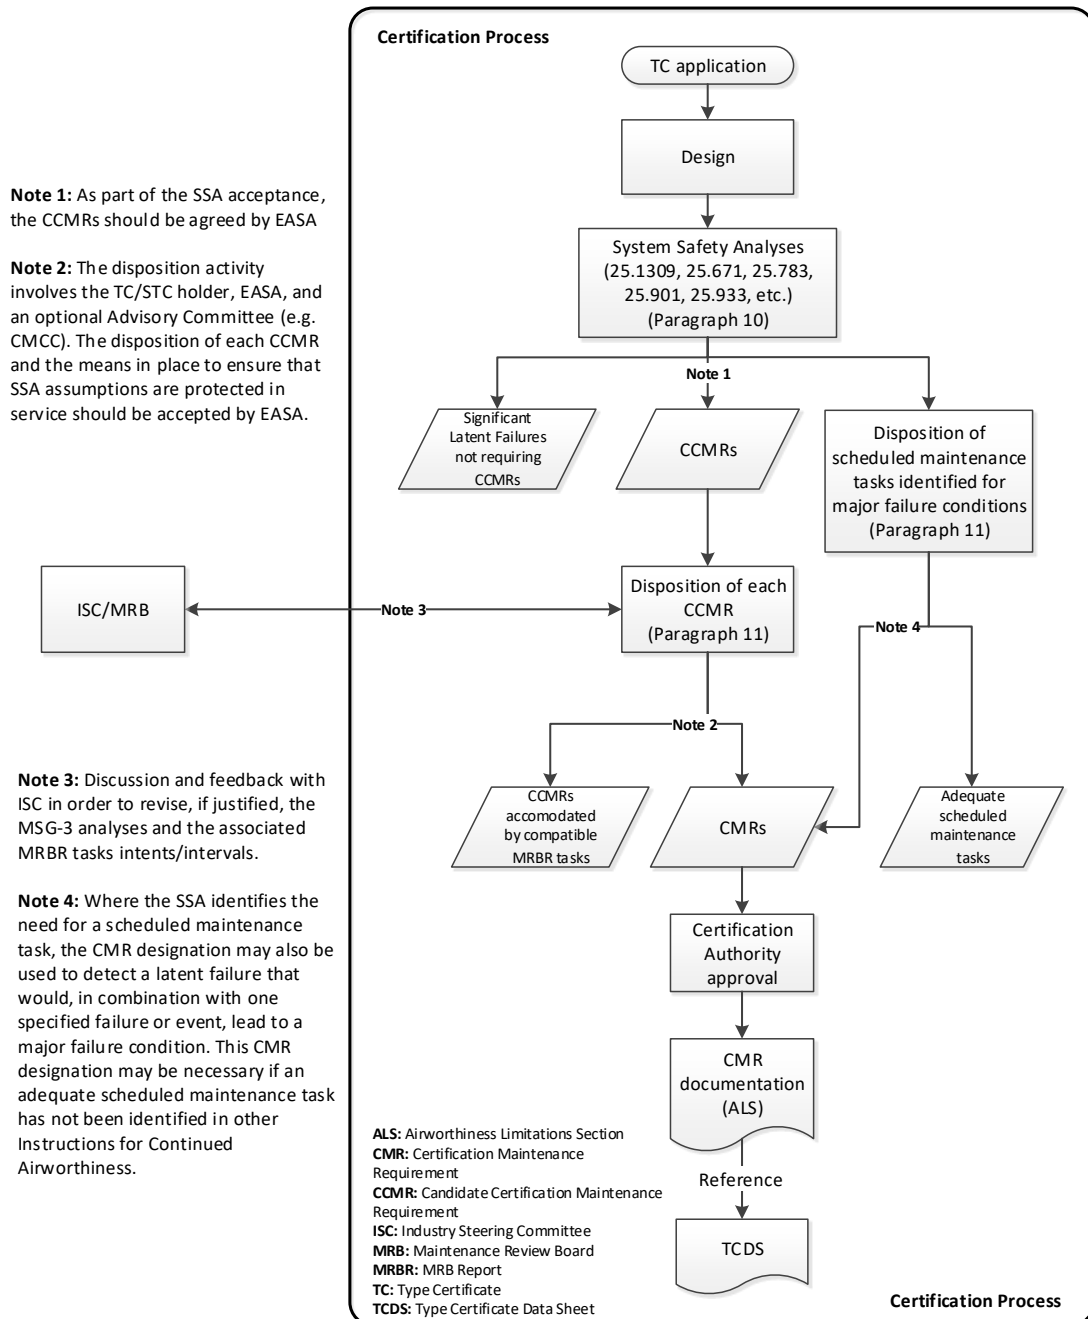 Certification Process
TC application
Design
Note 1: As part of the SSA acceptance,
the CCMRs should be agreed by EASA
Note 2: The disposition activity
involves the TC/STC holder, EASA, and
an optional Advisory Committee (e.g.
CMCC). The disposition of each CCMR
and the means in place to ensure that
SSA assumptions are protected in
service should be accepted by EASA.
System Safety Analyses
(25.1309, 25.671, 25.783,
25.901, 25.933, etc.)
(Paragraph 10)
Note 1
Significant
Latent Failures
not requiring
CCMRs
CCMRs
Disposition of
scheduled maintenance
tasks identified for
major failure conditions
(Paragraph 11)
ISC/MRB
Note 3
Disposition of each
CCMR
(Paragraph 11)
Note 4
Note 2
CCMRs
accomodated
by compatible
MRBR tasks
CMRs
Adequate
scheduled
maintenance
tasks
Note 3: Discussion and feedback with
ISC in order to revise, if justified, the
MSG-3 analyses and the associated
MRBR tasks intents/intervals.
Note 4: Where the SSA identifies the
need for a scheduled maintenance
task, the CMR designation may also be
used to detect a latent failure that
would, in combination with one
specified failure or event, lead to a
major failure condition. This CMR
designation may be necessary if an
adequate scheduled maintenance task
has not been identified in other
Instructions for Continued
Airworthiness.
Certification
Authority
approval
CMR
documentation
(ALS)
Reference
TCDS
ALS: Airworthiness Limitations Section
CMR: Certification Maintenance
Requirement
CCMR: Candidate Certification Maintenance
Requirement
ISC: Industry Steering Committee
MRB: Maintenance Review Board
MRBR: MRB Report
TC: Type Certificate
TCDS: Type Certificate Data Sheet
Certification Process